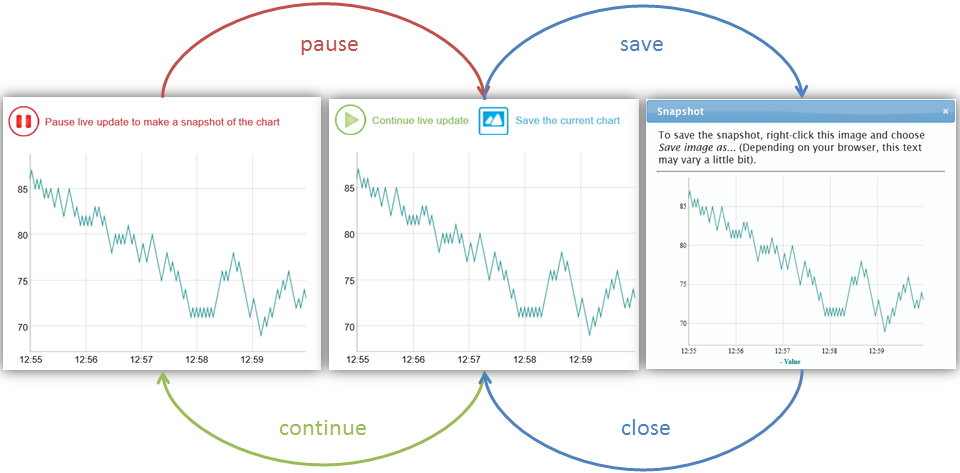 pause
save
Pause live update to make a snapshot of the chart
85
80
75
70
12:55 12:56 12:57 12:58 12:59
Continue live update Save the current chart
85
80
75
70
12:55 12:56 12:57 12:58 12:59
Snapshot ×
To save the snapshot, right-click this image and choose
Save image as... (Depending on your browser, this text
may vary a little bit).
85
80
75
70
12:55 12:56 12:57 12:58 12:59
- Value
continue
close